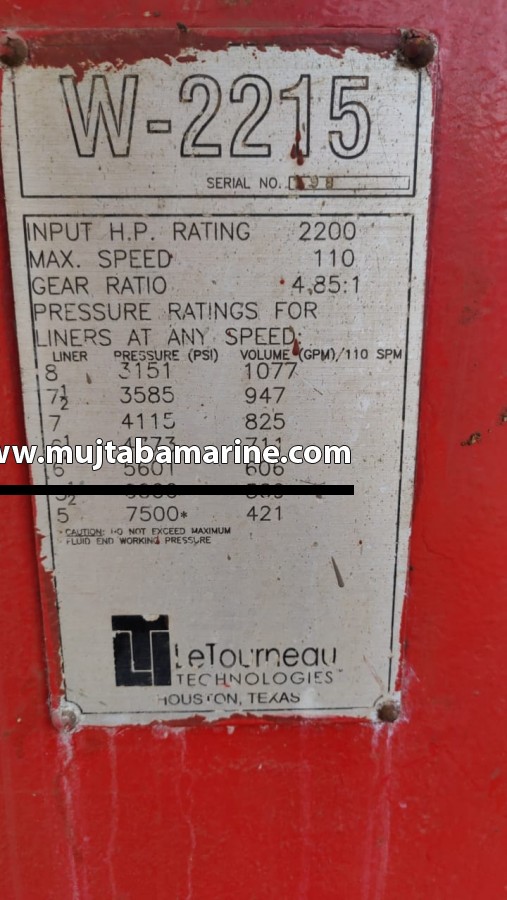 W-2215
SERIAL NO.
INPUT H.P. RATING 2200
MAX. SPEED 110
GEAR RATIO 4.85:1
PRESSURE RATINGS FOR
LINERS AT ANY SPEED:
LINER PRESSURE (PSI) VOLUME (GPM)/110 SPM
8 3151 1077
7½ 3585 947
7 4115 825
711
www.mujtabamarine.com
6 5601 606
5 7500* 421
* CAUTION: DO NOT EXCEED MAXIMUM
FLUID END WORKING PRESSURE
LT
LeTourneau
TECHNOLOGIES™
HOUSTON, TEXAS